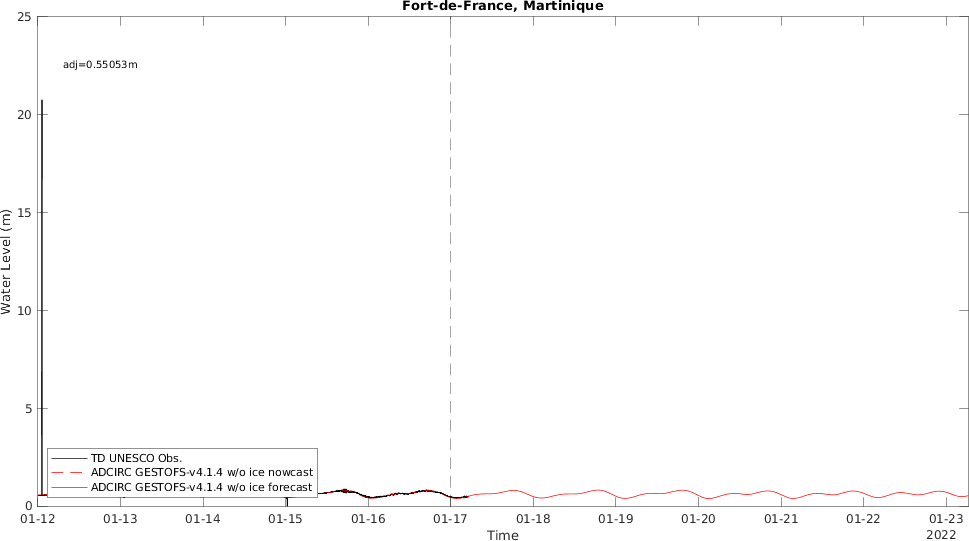 Fort-de-France, Martinique
25
adj=0.55053m
20
15
Water Level (m)
10
5
TD UNESCO Obs.
ADCIRC GESTOFS-v4.1.4 w/o ice nowcast
ADCIRC GESTOFS-v4.1.4 w/o ice forecast
0
01-12 01-13 01-14 01-15 01-16 01-17 01-18 01-19 01-20 01-21 01-22 01-23
Time
2022